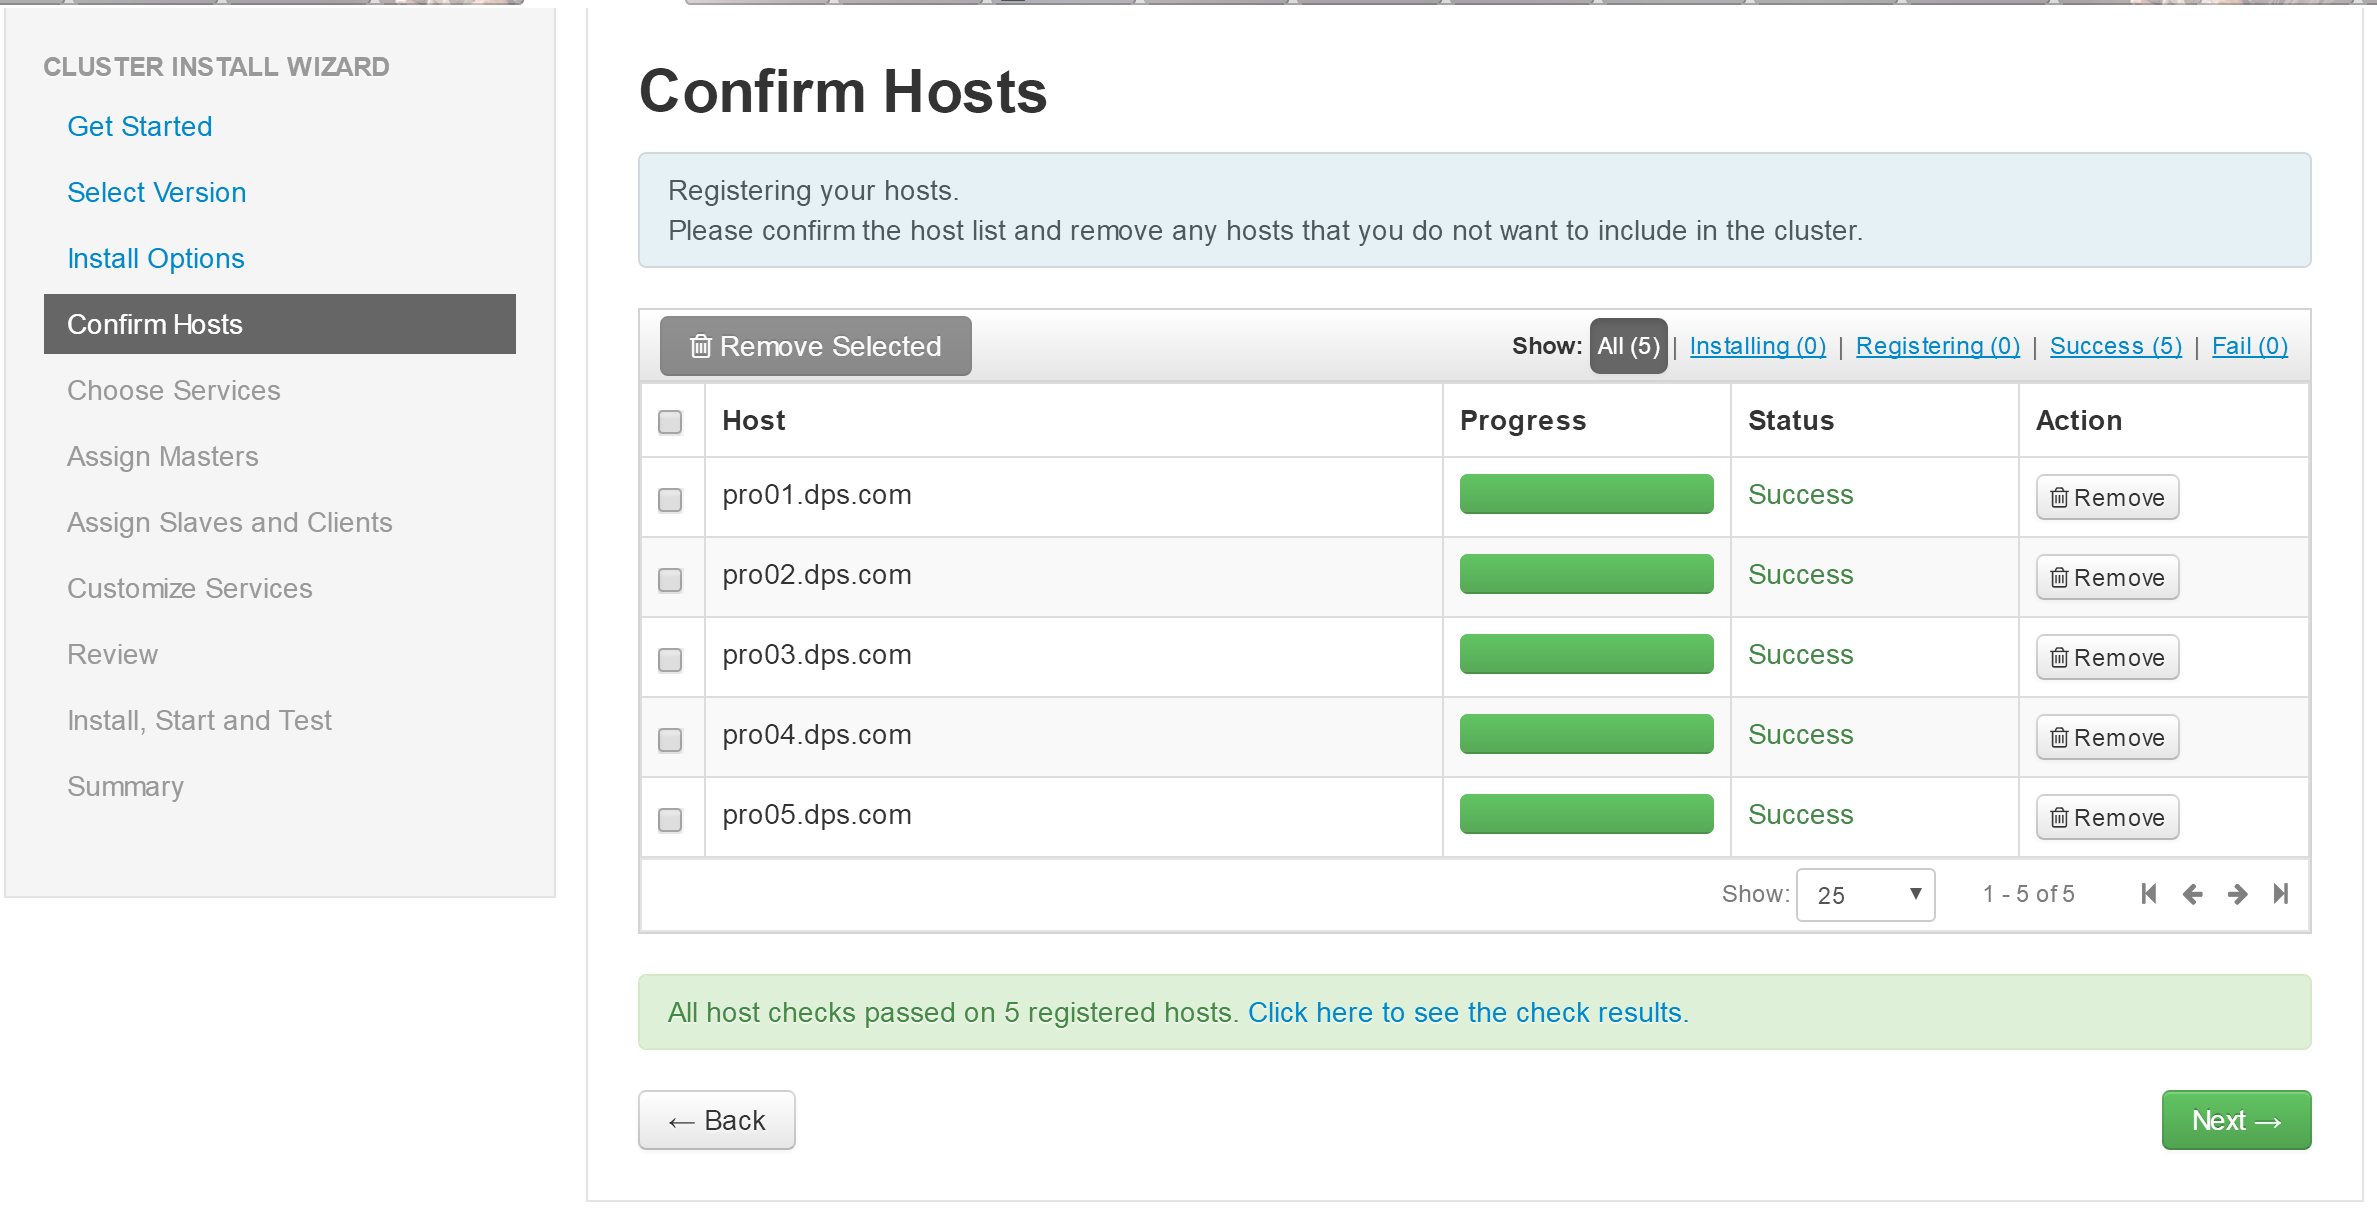 CLUSTER INSTALL WIZARD
Get Started
Select Version
Install Options
Confirm Hosts
Choose Services
Assign Masters
Assign Slaves and Clients
Customize Services
Review
Install, Start and Test
Summary
Confirm Hosts
Registering your hosts.
Please confirm the host list and remove any hosts that you do not want to include in the cluster.
Remove Selected Show: All (5) | Installing (0) | Registering (0) | Success (5) | Fail (0)
Host Progress Status Action
pro01.dps.com Success Remove
pro02.dps.com Success Remove
pro03.dps.com Success Remove
pro04.dps.com Success Remove
pro05.dps.com Success Remove
Show: 25 1 - 5 of 5
All host checks passed on 5 registered hosts. Click here to see the check results.
← Back Next →